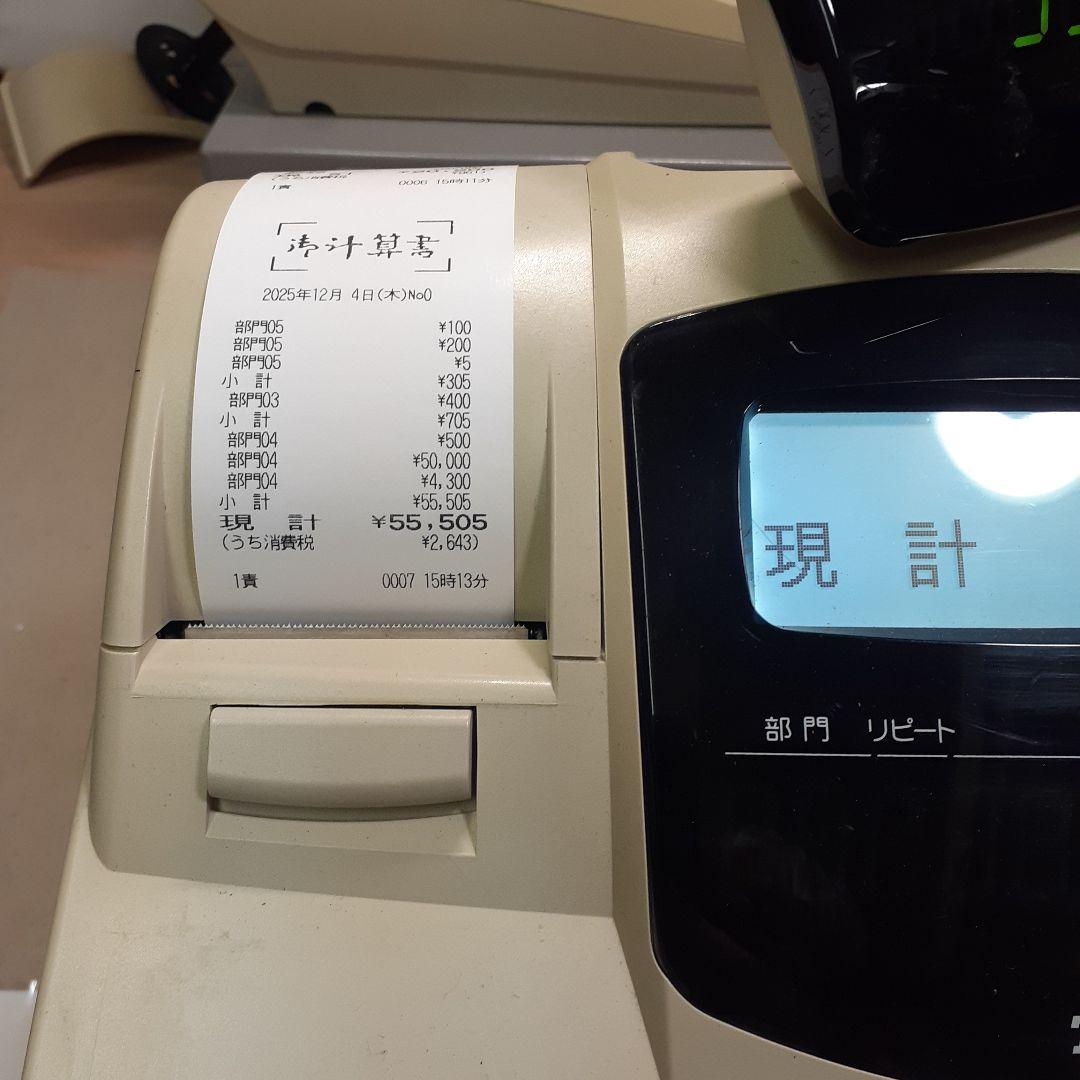 (うち消費税
1責 0006 15時11分
御計算書
2025年12月 4日(木)No0
部門05 ¥100
部門05 ¥200
部門05 ¥5
小 計 ¥305
部門03 ¥400
小 計 ¥705
部門04 ¥500
部門04 ¥50,000
部門04 ¥4,300
小 計 ¥55,505
現 計 ¥55,505
(うち消費税 ¥2,643)
1責 0007 15時13分
現 計
部門 リピート